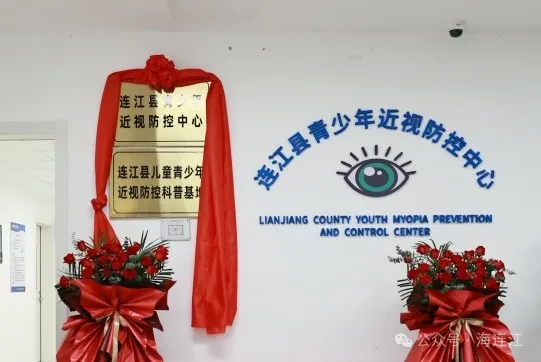 连江县青少年
近视防控中心
连江县儿童青少年
近视防控科普基地
连江县青少年近视防控中心
LIANJIANG COUNTY YOUTH MYOPIA PREVENTION
AND CONTROL CENTER
公众号·海连江